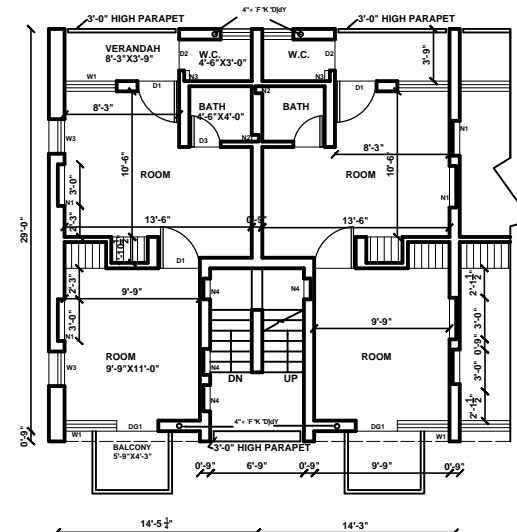 4"ø F"K "D]dY
3'-0" HIGH PARAPET
3'-0" HIGH PARAPET
VERANDAH
8'-3"X3'-9"
D2
W.C.
4'-6"X3'-0"
W.C.
D2
3'-9"
W1
D1
N3
N3
D1
8'-3"
BATH
4'-6"X4'-0"
N2
BATH
W3
N2
D3
N1
8'-3"
10'-6"
10'-6"
3'-0"
ROOM
ROOM
N1
2'-3"
13'-6"
0'-9"
13'-6"
29'-0"
D1
2'-3"
9'-9"
N4
N4
2'-1½"
3'-0"
9'-9"
3'-0"
0'-9"
W3
ROOM
9'-9"X11'-0"
N4
ROOM
DN
UP
3'-0"
N4
2'-1½"
DG1
DG1
0'-9"
W1
W1
BALCONY
5'-9"X4'-3"
3'-0" HIGH PARAPET
0'-9"
6'-9"
0'-9"
9'-9"
0'-9"
14'-5 ¼"
14'-3"